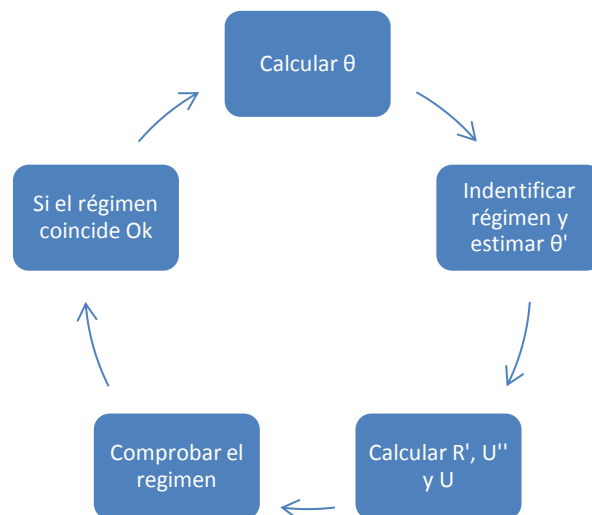 Calcular θ
Indentificar
régimen y
estimar θ'
Calcular R', U''
y U
Comprobar el
regimen
Si el régimen
coincide Ok